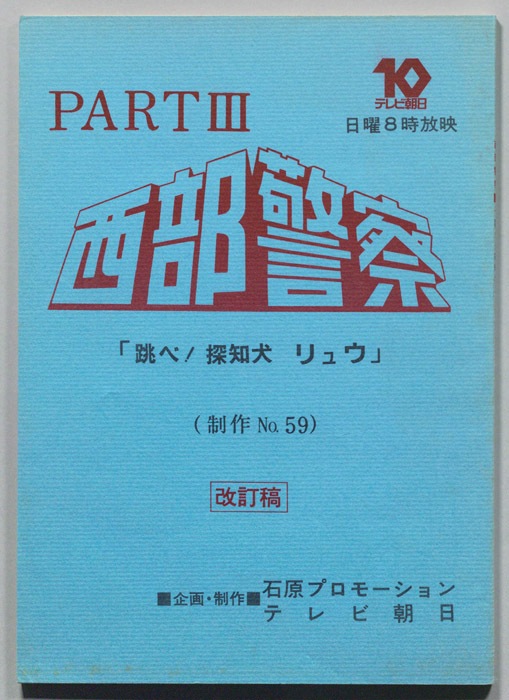 10
テレビ朝日
日曜8時放映
PART III
西部警察
「跳べ! 探知犬 リュウ」
(制作 No. 59)
改訂稿
■企画・制作■石原プロモーション
テレビ朝日